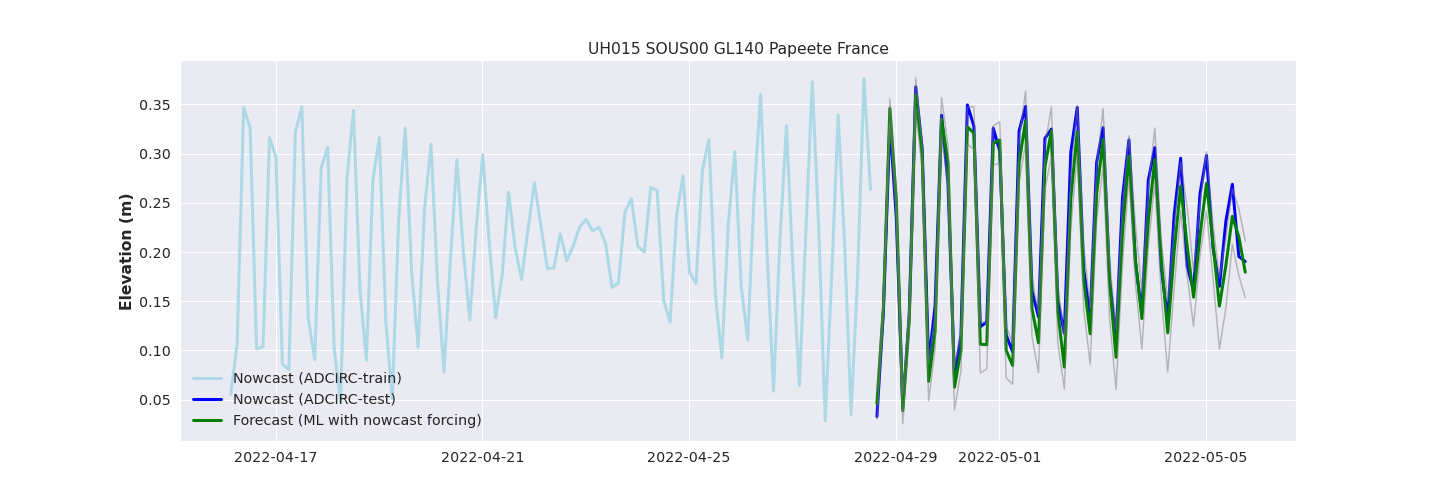 UH015 SOUS00 GL140 Papeete France
Elevation (m)
0.35
0.30
0.25
0.20
0.15
0.10
0.05
Nowcast (ADCIRC-train)
Nowcast (ADCIRC-test)
Forecast (ML with nowcast forcing)
2022-04-17
2022-04-21
2022-04-25
2022-04-29
2022-05-01
2022-05-05